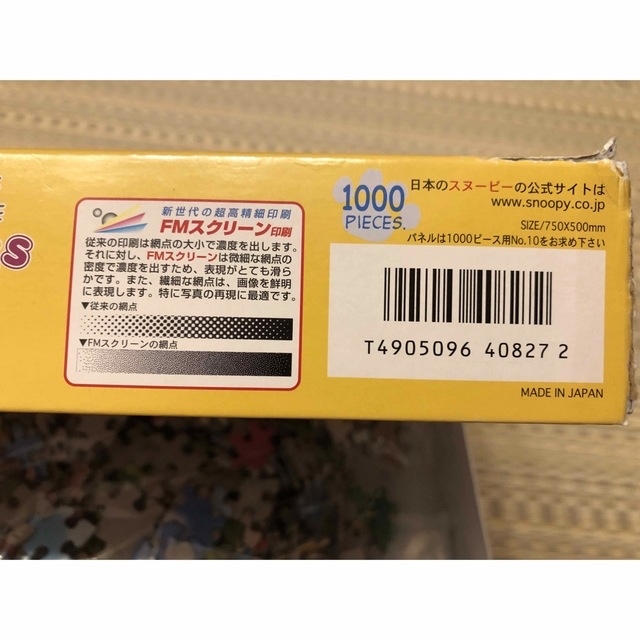 新世代の超高精細印刷
FMスクリーン印刷
従来の印刷は網点の大小で濃度を出します。
それに対し、FMスクリーンは微細な網点の
密度で濃度を出すため、表現がとても滑ら
かです。また、繊細な網点は、画像を鮮明
に表現します。特に写真の再現に最適です。
▼従来の網点
▼FMスクリーンの網点
1000
PIECES.
日本のスヌーピーの公式サイトは
www.snoopy.co.jp
SIZE/750X500mm
パネルは1000ピース用No.10をお求め下さい
T4905096 40827 2
MADE IN JAPAN
S